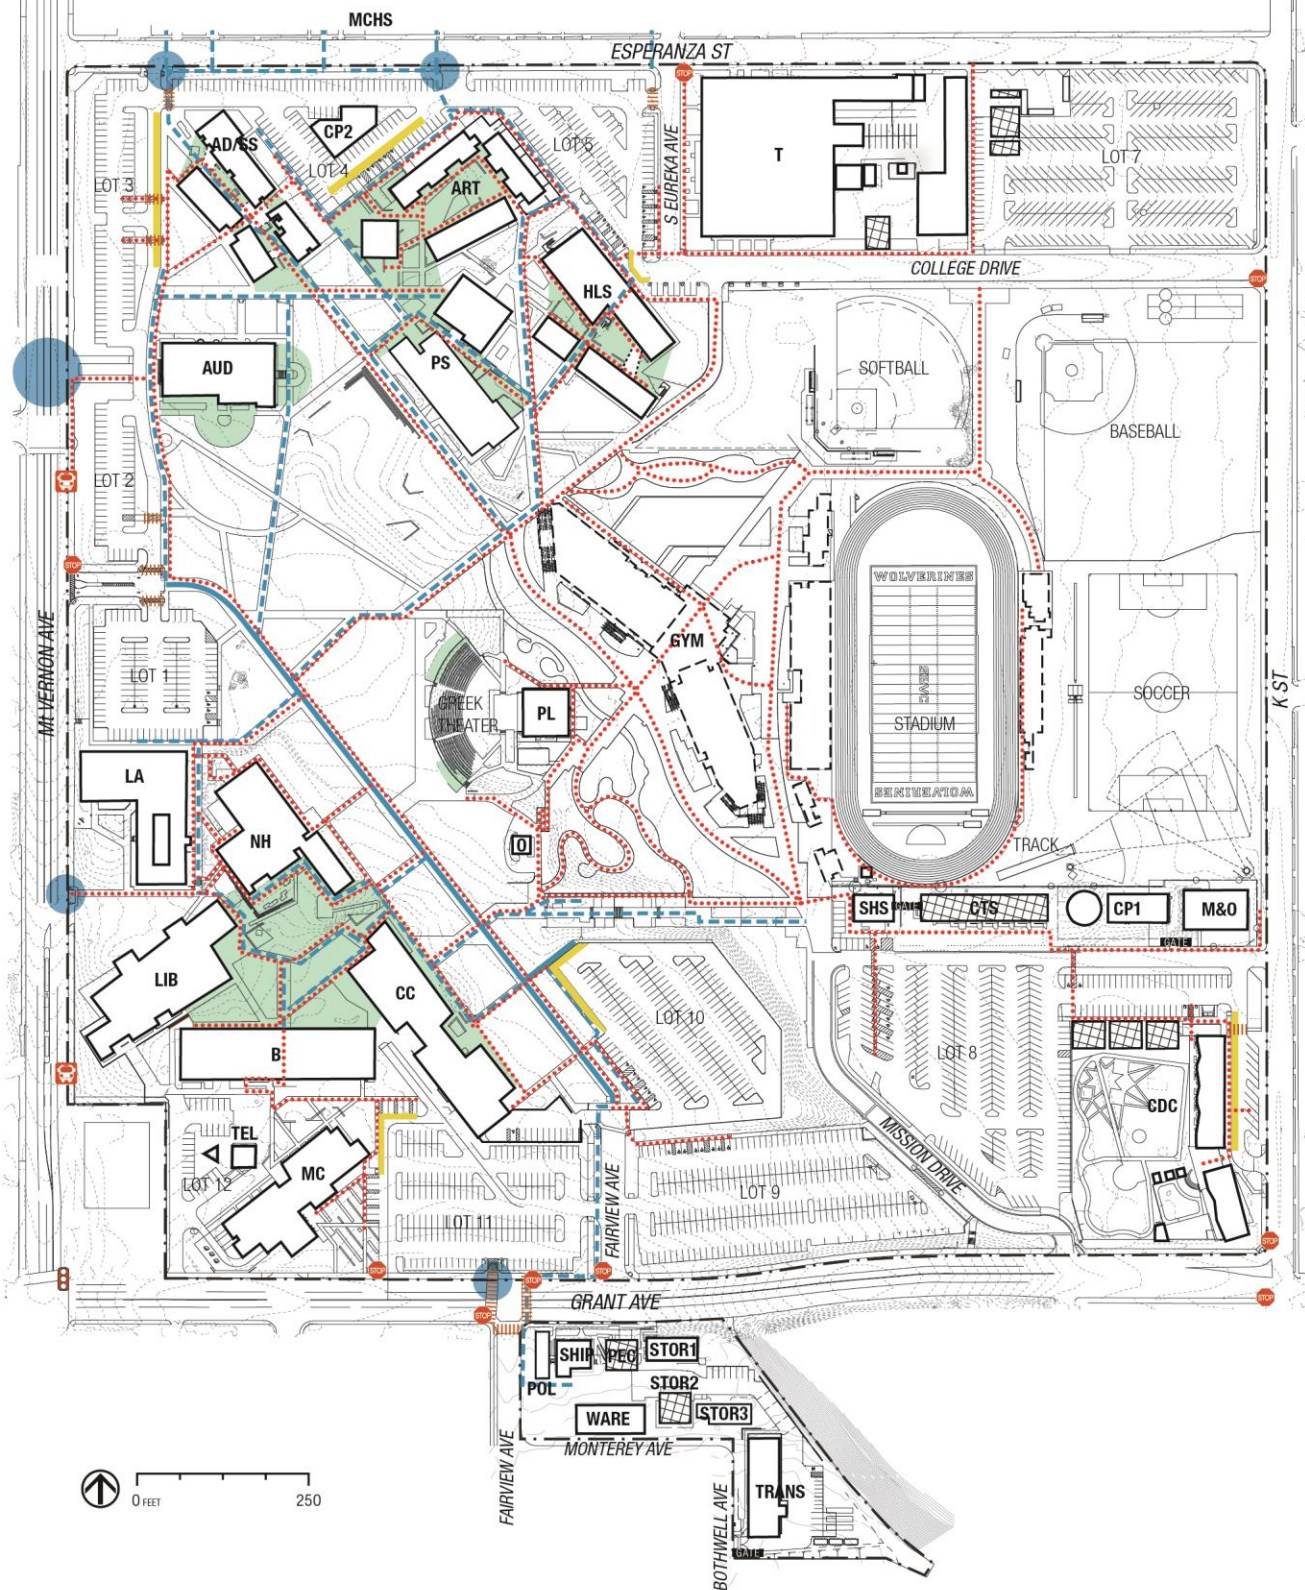 MCHS
ESPERANZA ST
STOP
CP2
AD/SS
LOT 5
LOT 4
T
LOT 7
LOT 3
ART
S EUREKA AVE
COLLEGE DRIVE
STOP
HLS
AUD
PS
SOFTBALL
BASEBALL
LOT 2
STOP
WOLVERINES
GYM
Mt VERNON AVE
LOT 1
SBVC
SOCCER
K ST
GREEK
THEATER
PL
STADIUM
LA
WOLVERINES
NH
O
TRACK
SHS
GATE
CTS
CP1
M&O
GATE
LIB
CC
LOT 10
B
LOT 8
CDC
TEL
MISSION DRIVE
MC
LOT 12
LOT 11
FAIRVIEW AVE
LOT 9
STOP
STOP
STOP
STOP
STOP
STOP
GRANT AVE
SHIP
PEC
STOR1
POL
STOR2
WARE
STOR3
MONTEREY AVE
FAIRVIEW AVE
0 FEET
250
BOTHWELL AVE
TRANS
GATE